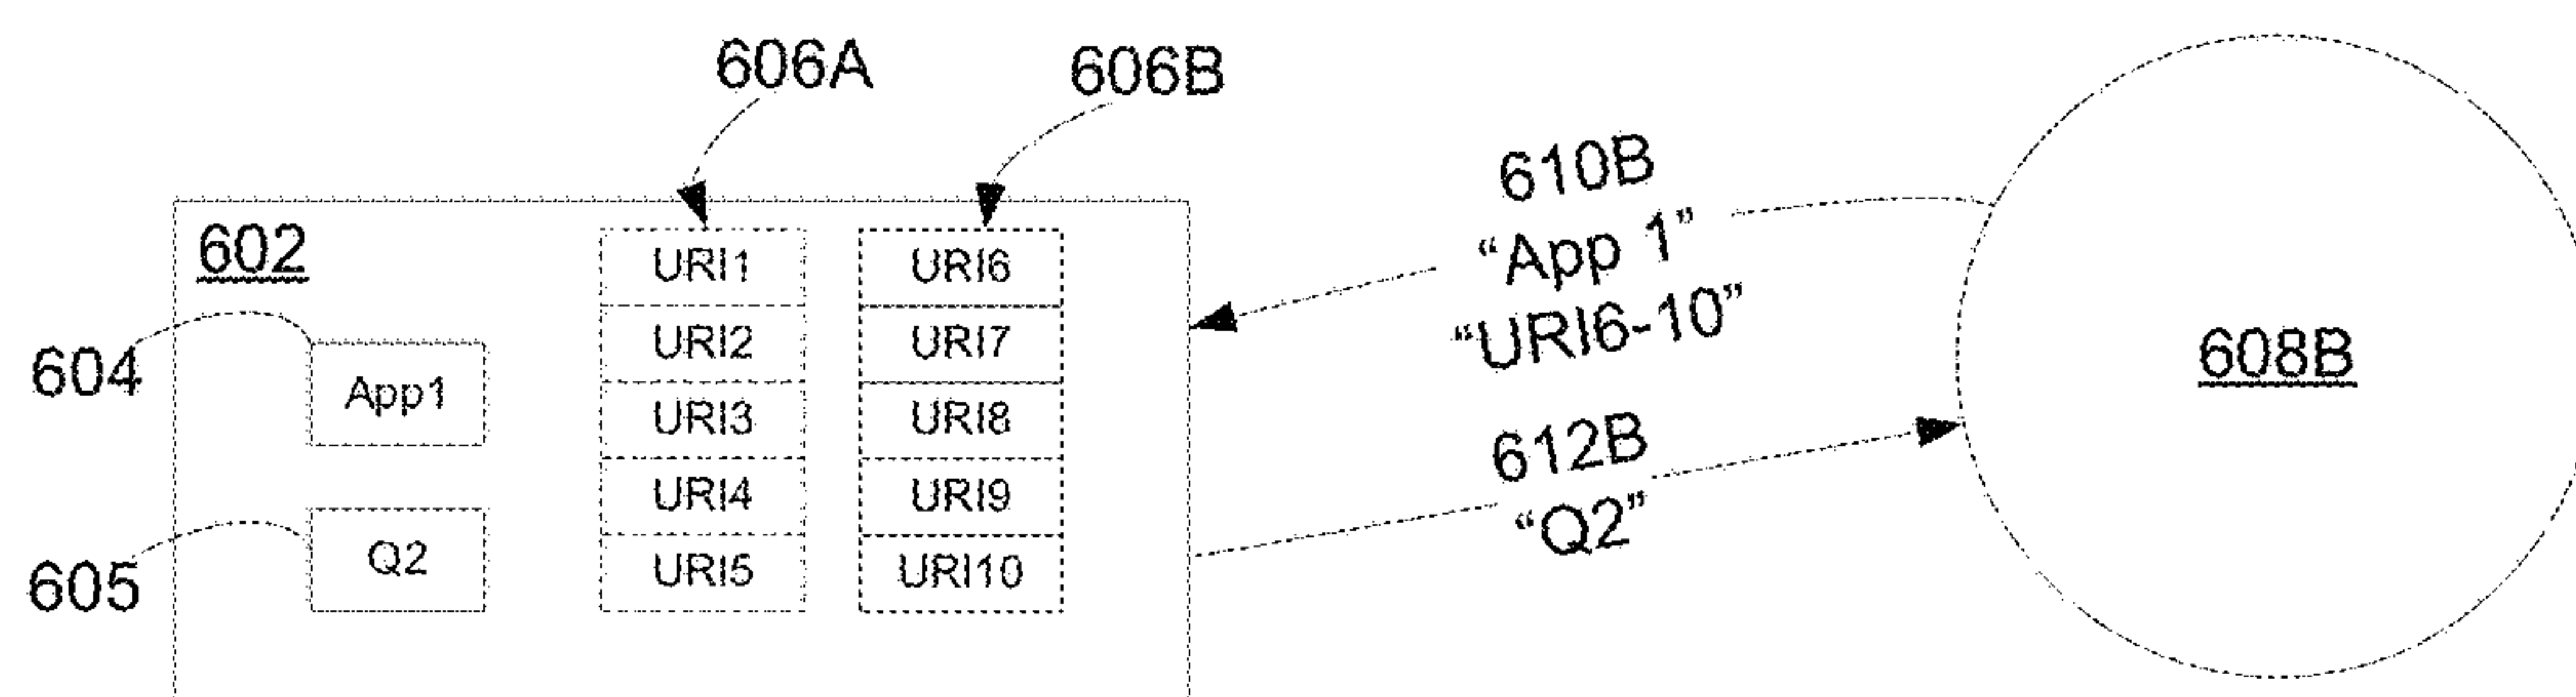 606A
606B
602
604
App1
605
Q2
URI1
URI2
URI3
URI4
URI5
URI6
URI7
URI8
URI9
URI10
610B
“App 1”
“URI6-10”
612B
“Q2”
608B